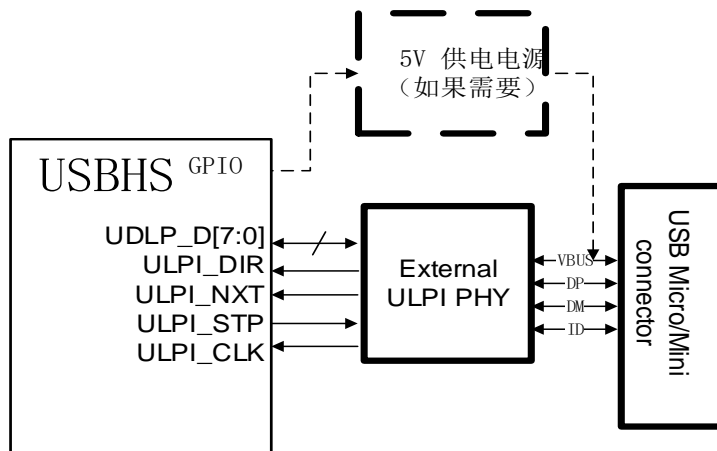 5V 供电电源
（如果需要）
USBHS GPIO
UDLP_D[7:0]
ULPI_DIR
ULPI_NXT
ULPI_STP
ULPI_CLK
External
ULPI PHY
VBUS
DP
DM
ID
USB Micro/Mini
connector